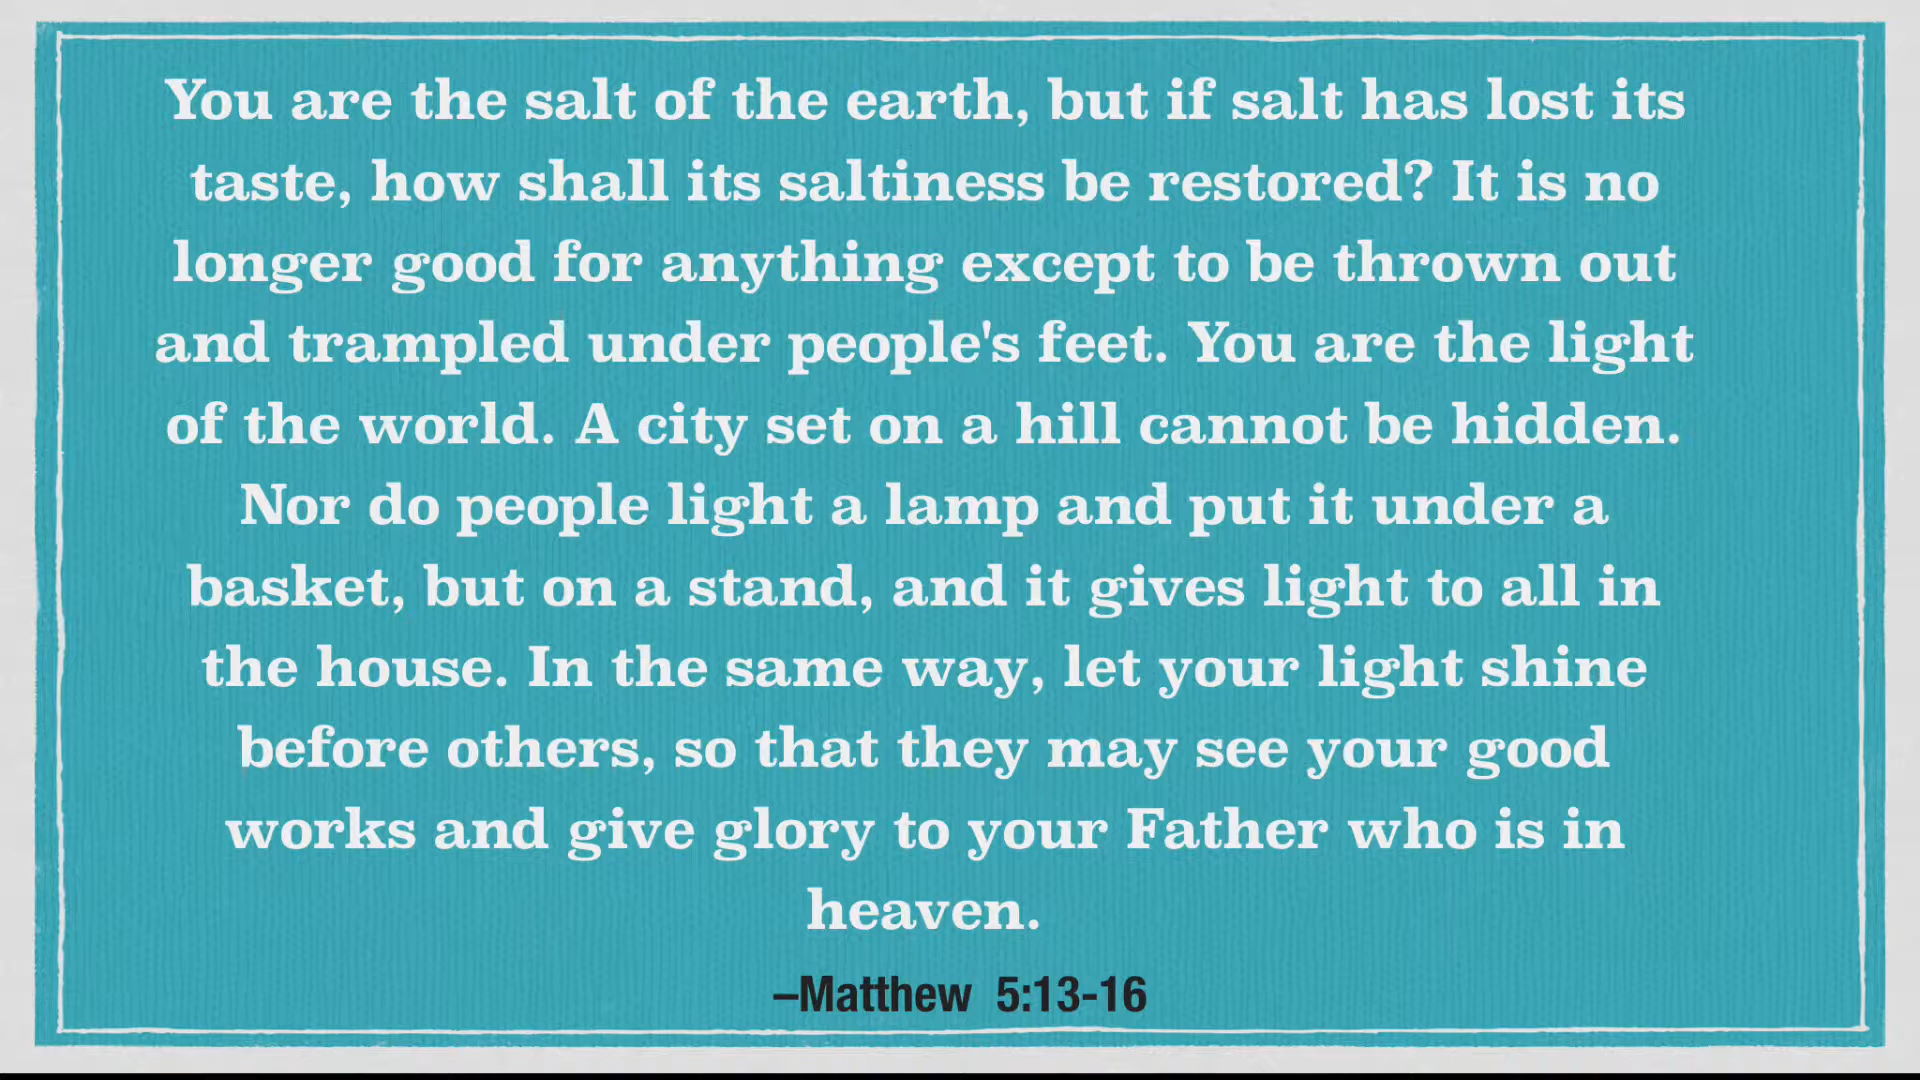 You are the salt of the earth, but if salt has lost its
taste, how shall its saltiness be restored? It is no
longer good for anything except to be thrown out
and trampled under people's feet. You are the light
of the world. A city set on a hill cannot be hidden.
Nor do people light a lamp and put it under a
basket, but on a stand, and it gives light to all in
the house. In the same way, let your light shine
before others, so that they may see your good
works and give glory to your Father who is in
heaven.
–Matthew 5:13-16